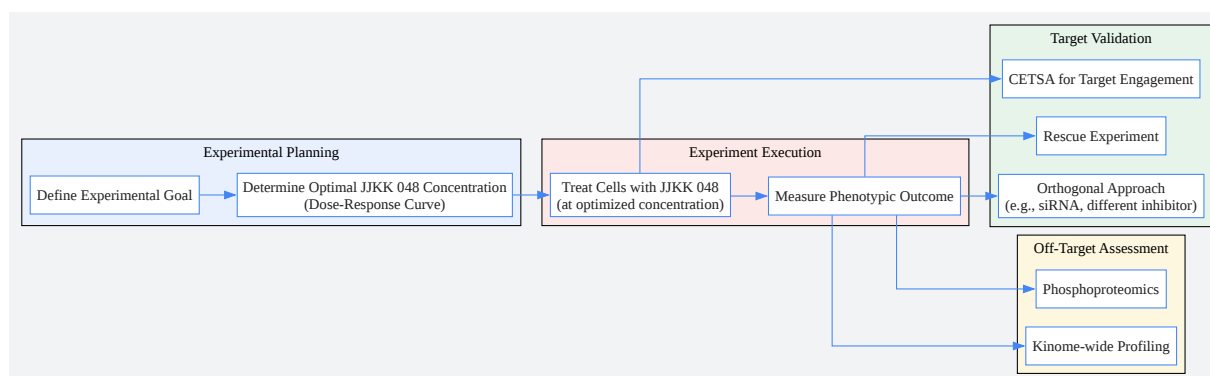 Experimental Planning
Define Experimental Goal
Determine Optimal JJKK 048 Concentration
(Dose-Response Curve)
Experiment Execution
Treat Cells with JJKK 048
(at optimized concentration)
Measure Phenotypic Outcome
Target Validation
CETSA for Target Engagement
Rescue Experiment
Orthogonal Approach
(e.g., siRNA, different inhibitor)
Off-Target Assessment
Phosphoproteomics
Kinome-wide Profiling